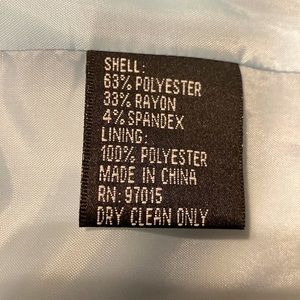 SHELL:
63% POLYESTER
33% RAYON
4% SPANDEX
LINING:
100% POLYESTER
MADE IN CHINA
RN: 97015
DRY CLEAN ONLY